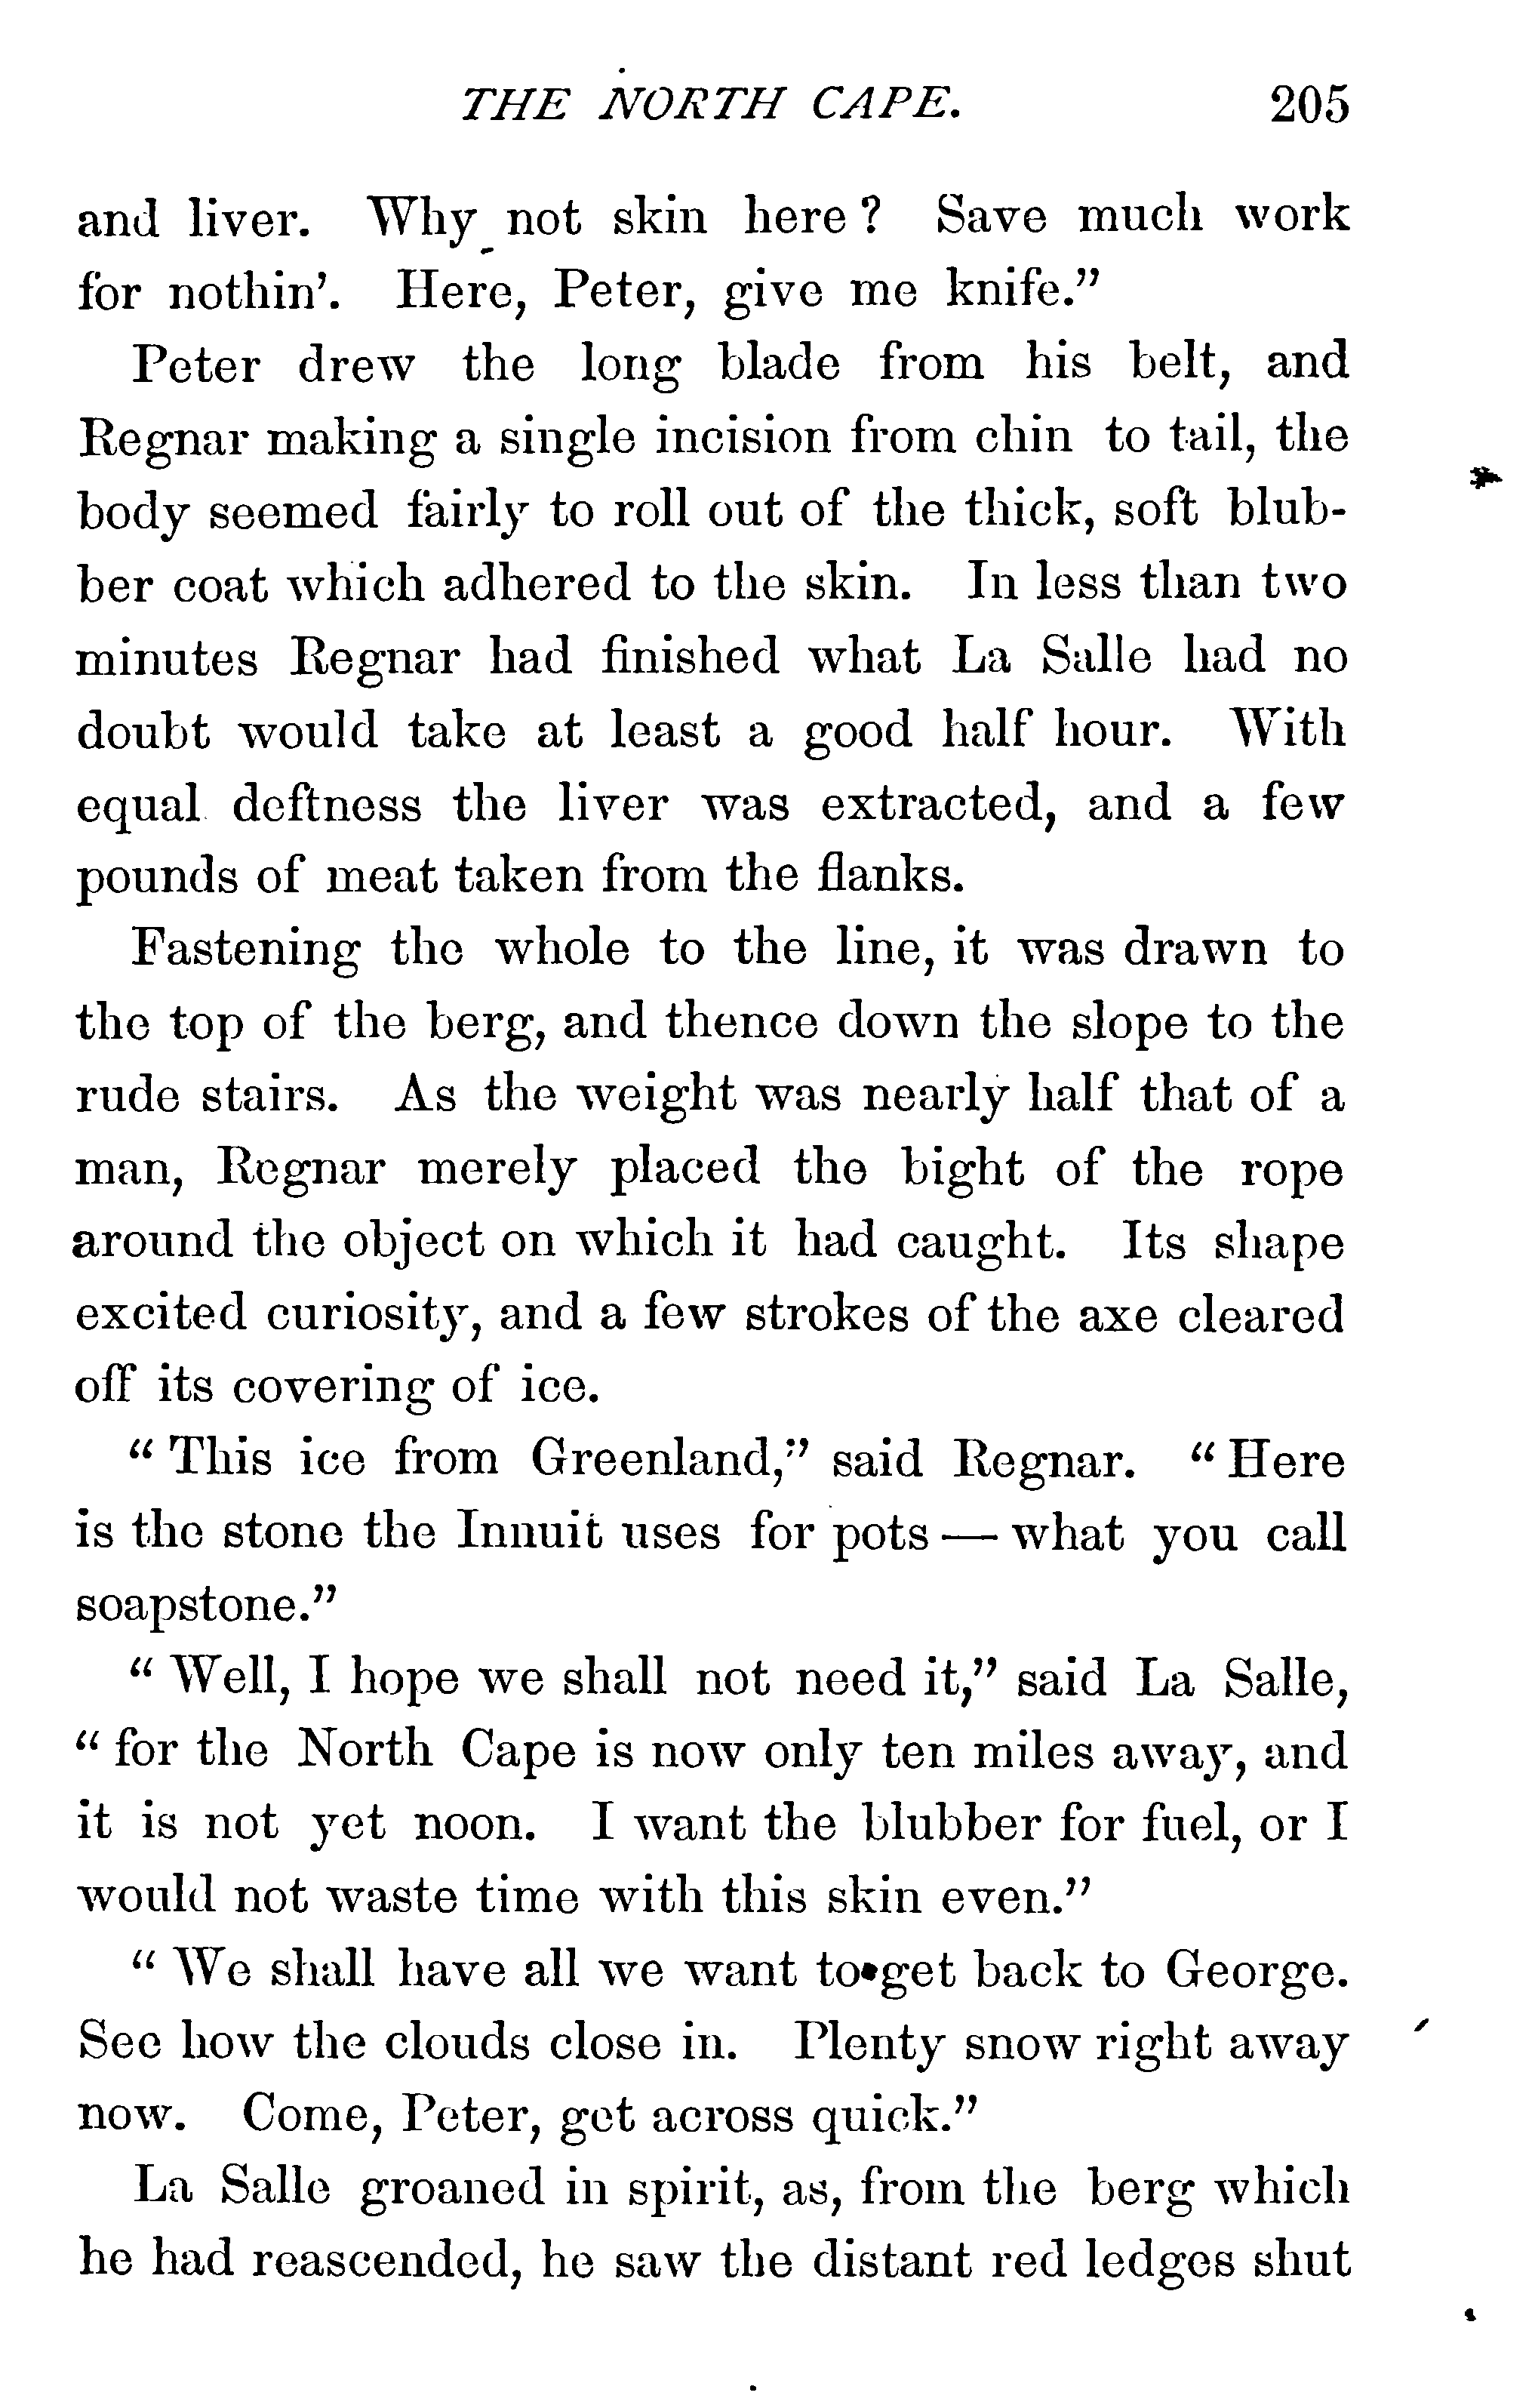 THE NORTH CAPE. 205
and liver. Why not skin here? Save much work
for nothin'. Here, Peter, give me knife."
Peter drew the long blade from his belt, and
Regnar making a single incision from chin to tail, the
body seemed fairly to roll out of the thick, soft blub-
ber coat which adhered to the skin. In less than two
minutes Regnar had finished what La Salle had no
doubt would take at least a good half hour. With
equal deftness the liver was extracted, and a few
pounds of meat taken from the flanks.
Fastening the whole to the line, it was drawn to
the top of the berg, and thence down the slope to the
rude stairs. As the weight was nearly half that of a
man, Regnar merely placed the bight of the rope
around the object on which it had caught. Its shape
excited curiosity, and a few strokes of the axe cleared
off its covering of ice.
"This ice from Greenland," said Regnar. "Here
is the stone the Innuit uses for pots — what you call
soapstone."
"Well, I hope we shall not need it," said La Salle,
"for the North Cape is now only ten miles away, and
it is not yet noon. I want the blubber for fuel, or I
would not waste time with this skin even."
"We shall have all we want to get back to George.
See how the clouds close in. Plenty snow right away
now. Come, Peter, get across quick."
La Salle groaned in spirit, as, from the berg which
he had reascended, he saw the distant red ledges shut